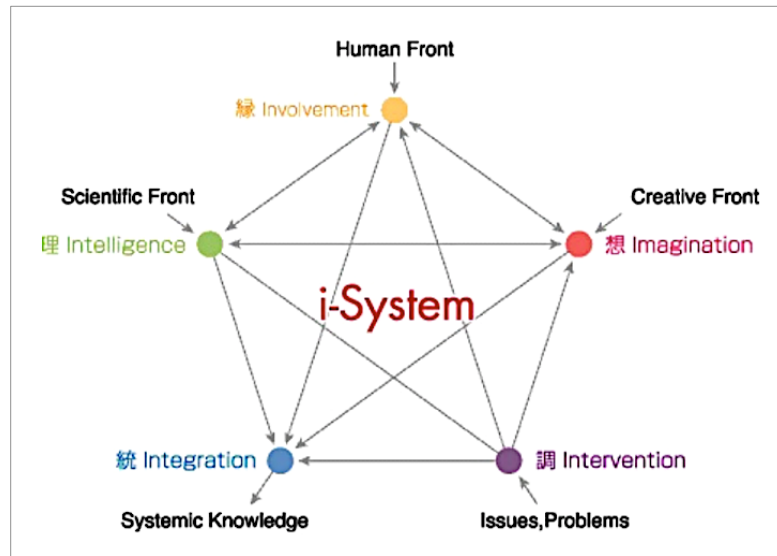 Human Front
縁 Involvement
Scientific Front
Creative Front
理 Intelligence
想 Imagination
i-System
統 Integration
調 Intervention
Systemic Knowledge
Issues,Problems